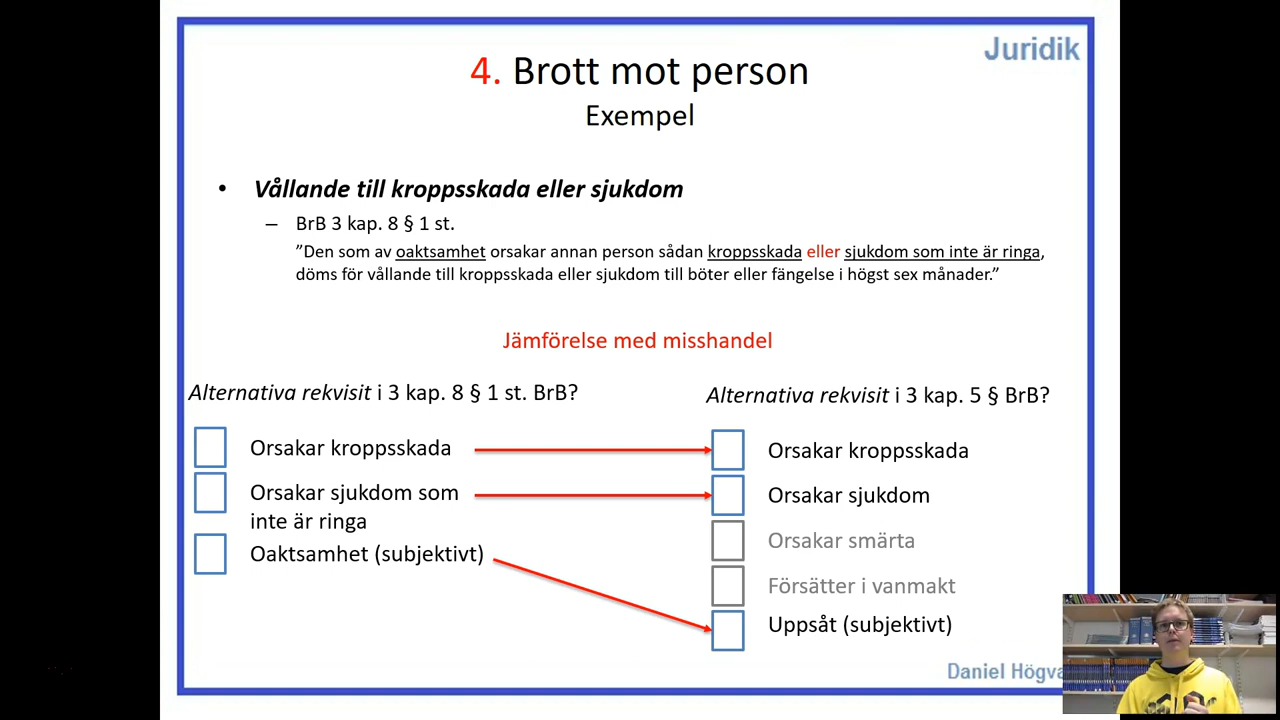 Juridik
4. Brott mot person
Exempel
• Vållande till kroppsskada eller sjukdom
– BrB 3 kap. 8 § 1 st.
”Den som av oaktsamhet orsakar annan person sådan kroppsskada eller sjukdom som inte är ringa,
döms för vållande till kroppsskada eller sjukdom till böter eller fängelse i högst sex månader.”
Jämförelse med misshandel
Alternativa rekvisit i 3 kap. 8 § 1 st. BrB?
Orsakar kroppsskada
Orsakar sjukdom som
inte är ringa
Oaktsamhet (subjektivt)
Alternativa rekvisit i 3 kap. 5 § BrB?
Orsakar kroppsskada
Orsakar sjukdom
Orsakar smärta
Försätter i vanmakt
Uppsåt (subjektivt)
Daniel Högva